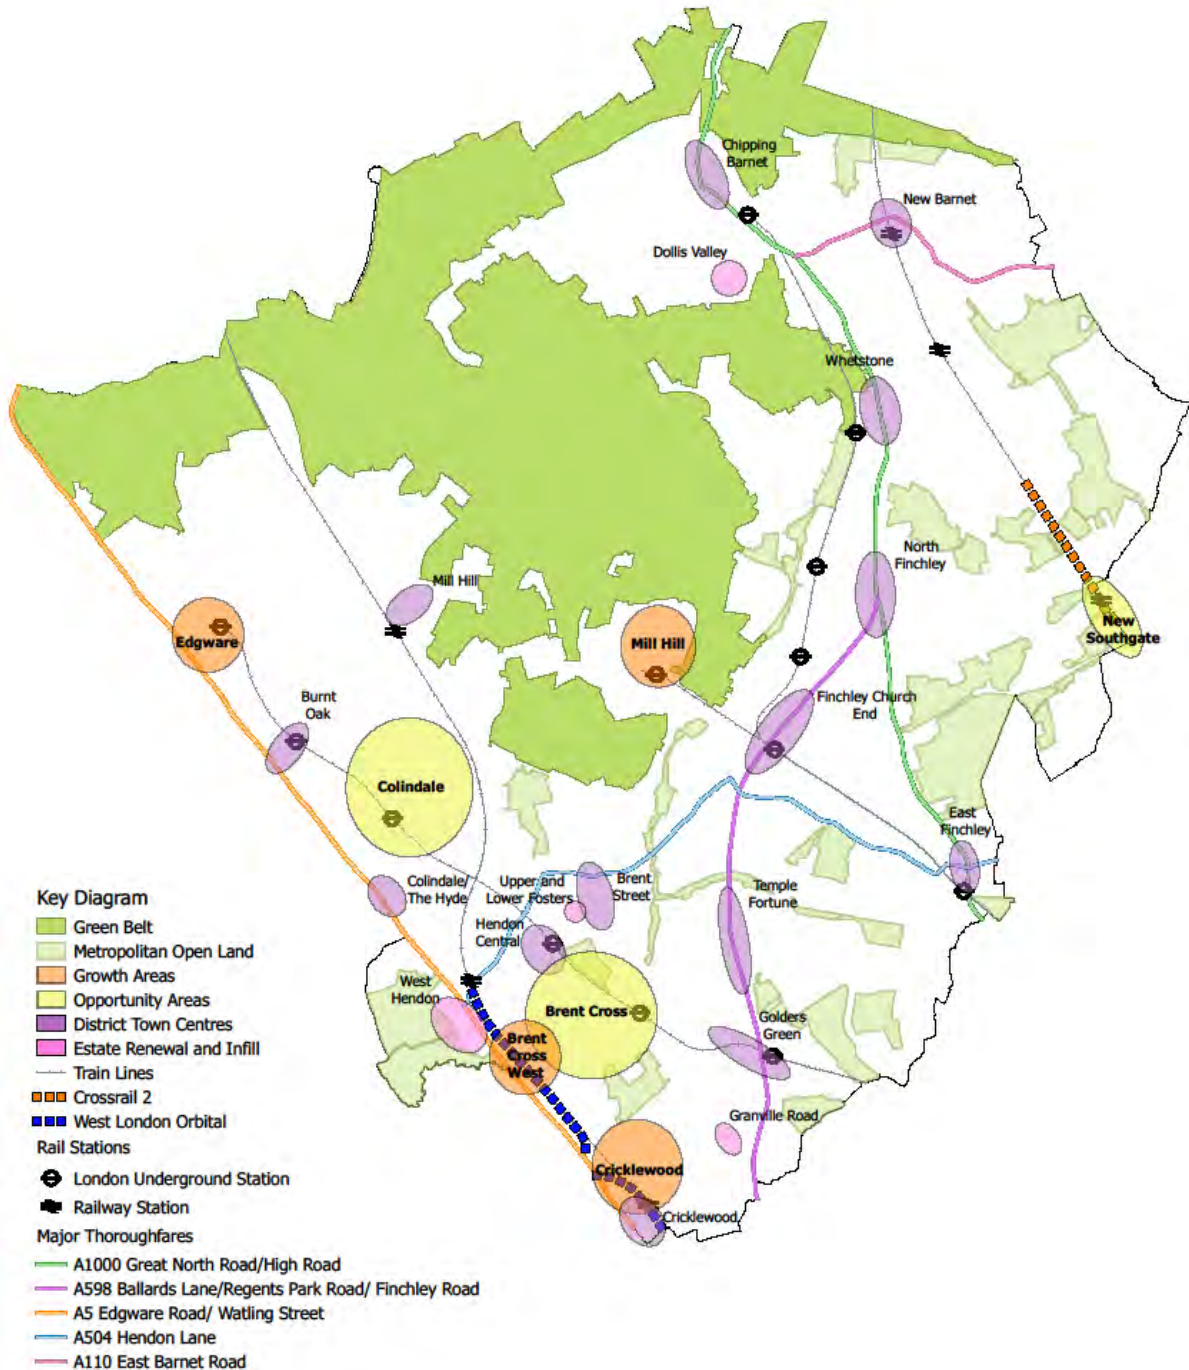 Chipping
Barnet
New Barnet
Dollis Valley
Whetstone
North
Finchley
New
Southgate
Mill Hill
Edgware
Mill Hill
Burnt
Oak
Finchley Church
End
Colindale
East
Finchley
Colindale/
The Hyde
Upper and
Lower Fosters
Brent
Street
Temple
Fortune
Hendon
Central
West
Hendon
Brent Cross
Golders
Green
Brent
Cross
West
Granville Road
Cricklewood
Cricklewood
Key Diagram
Green Belt
Metropolitan Open Land
Growth Areas
Opportunity Areas
District Town Centres
Estate Renewal and Infill
Train Lines
Crossrail 2
West London Orbital
Rail Stations
London Underground Station
Railway Station
Major Thoroughfares
A1000 Great North Road/High Road
A598 Ballards Lane/Regents Park Road/ Finchley Road
A5 Edgware Road/ Watling Street
A504 Hendon Lane
A110 East Barnet Road